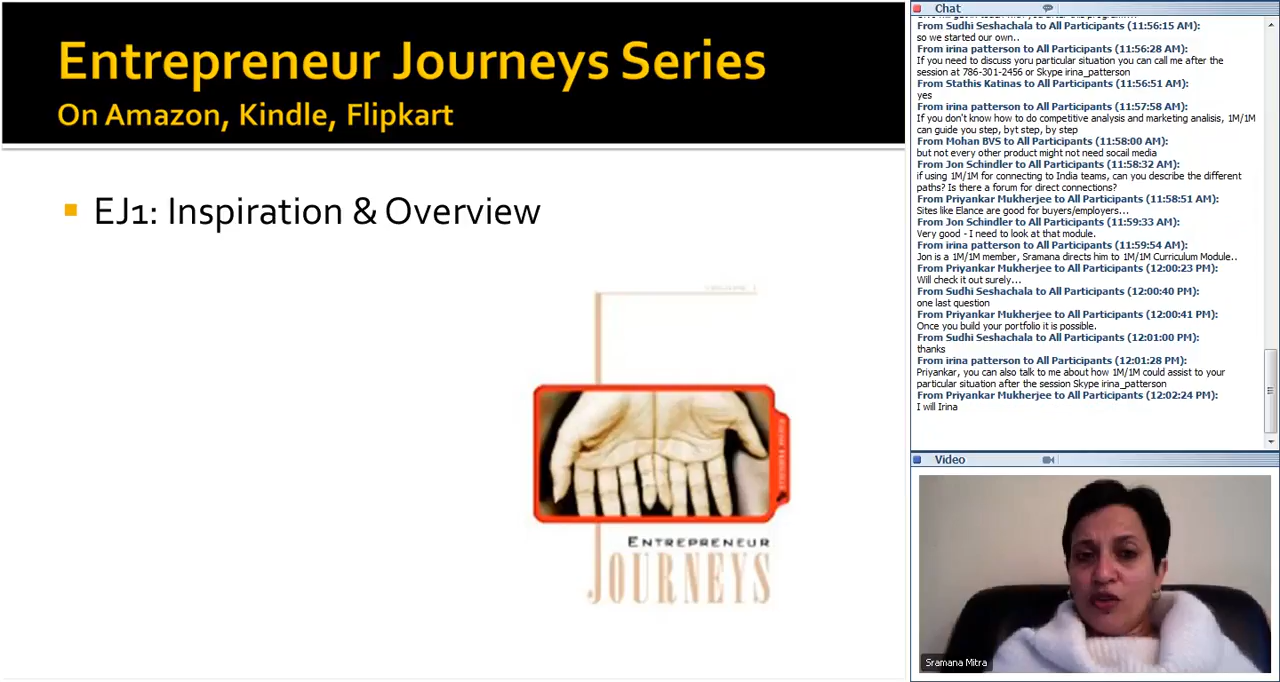 Entrepreneur Journeys Series
On Amazon, Kindle, Flipkart
EJ1: Inspiration & Overview
ENTREPRENEUR
JOURNEYS
Chat
From Sudhi Seshachala to All Participants (11:56:15 AM):
so we started our own..
From irina patterson to All Participants (11:56:28 AM):
If you need to discuss yoru particular situation you can call me after the
session at 786-301-2456 or Skype irina_patterson
From Stathis Katinas to All Participants (11:56:51 AM):
yes
From irina patterson to All Participants (11:57:58 AM):
If you don't know how to do competitive analysis and marketing analisis, 1M/1M
can guide you step, byt step, by step
From Mohan BVS to All Participants (11:58:00 AM):
but not every other product might not need socail media
From Jon Schindler to All Participants (11:58:32 AM):
if using 1M/1M for connecting to India teams, can you describe the different
paths? Is there a forum for direct connections?
From Priyankar Mukherjee to All Participants (11:58:51 AM):
Sites like Elance are good for buyers/employers...
From Jon Schindler to All Participants (11:59:33 AM):
Very good - I need to look at that module.
From irina patterson to All Participants (11:59:54 AM):
Jon is a 1M/1M member, Sramana directs him to 1M/1M Curriculum Module..
From Priyankar Mukherjee to All Participants (12:00:23 PM):
Will check it out surely...
From Sudhi Seshachala to All Participants (12:00:40 PM):
one last question
From Priyankar Mukherjee to All Participants (12:00:41 PM):
Once you build your portfolio it is possible.
From Sudhi Seshachala to All Participants (12:01:00 PM):
thanks
From irina patterson to All Participants (12:01:28 PM):
Priyankar, you can also talk to me about how 1M/1M could assist to your
particular situation after the session Skype irina_patterson
From Priyankar Mukherjee to All Participants (12:02:24 PM):
I will Irina
Video
Sramana Mitra